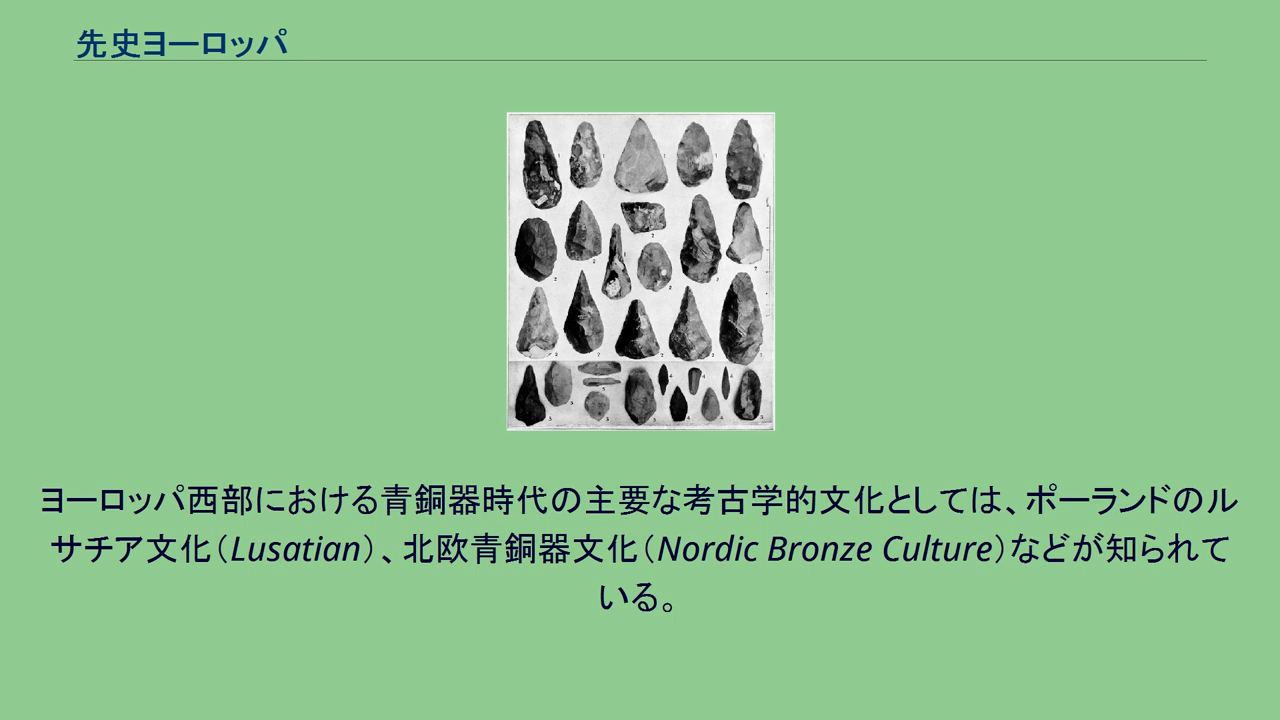 先史ヨーロッパ
ヨーロッパ西部における青銅器時代の主要な考古学的文化としては、ポーランドのル
サチア文化(Lusatian)、北欧青銅器文化(Nordic Bronze Culture)などが知られて
いる。